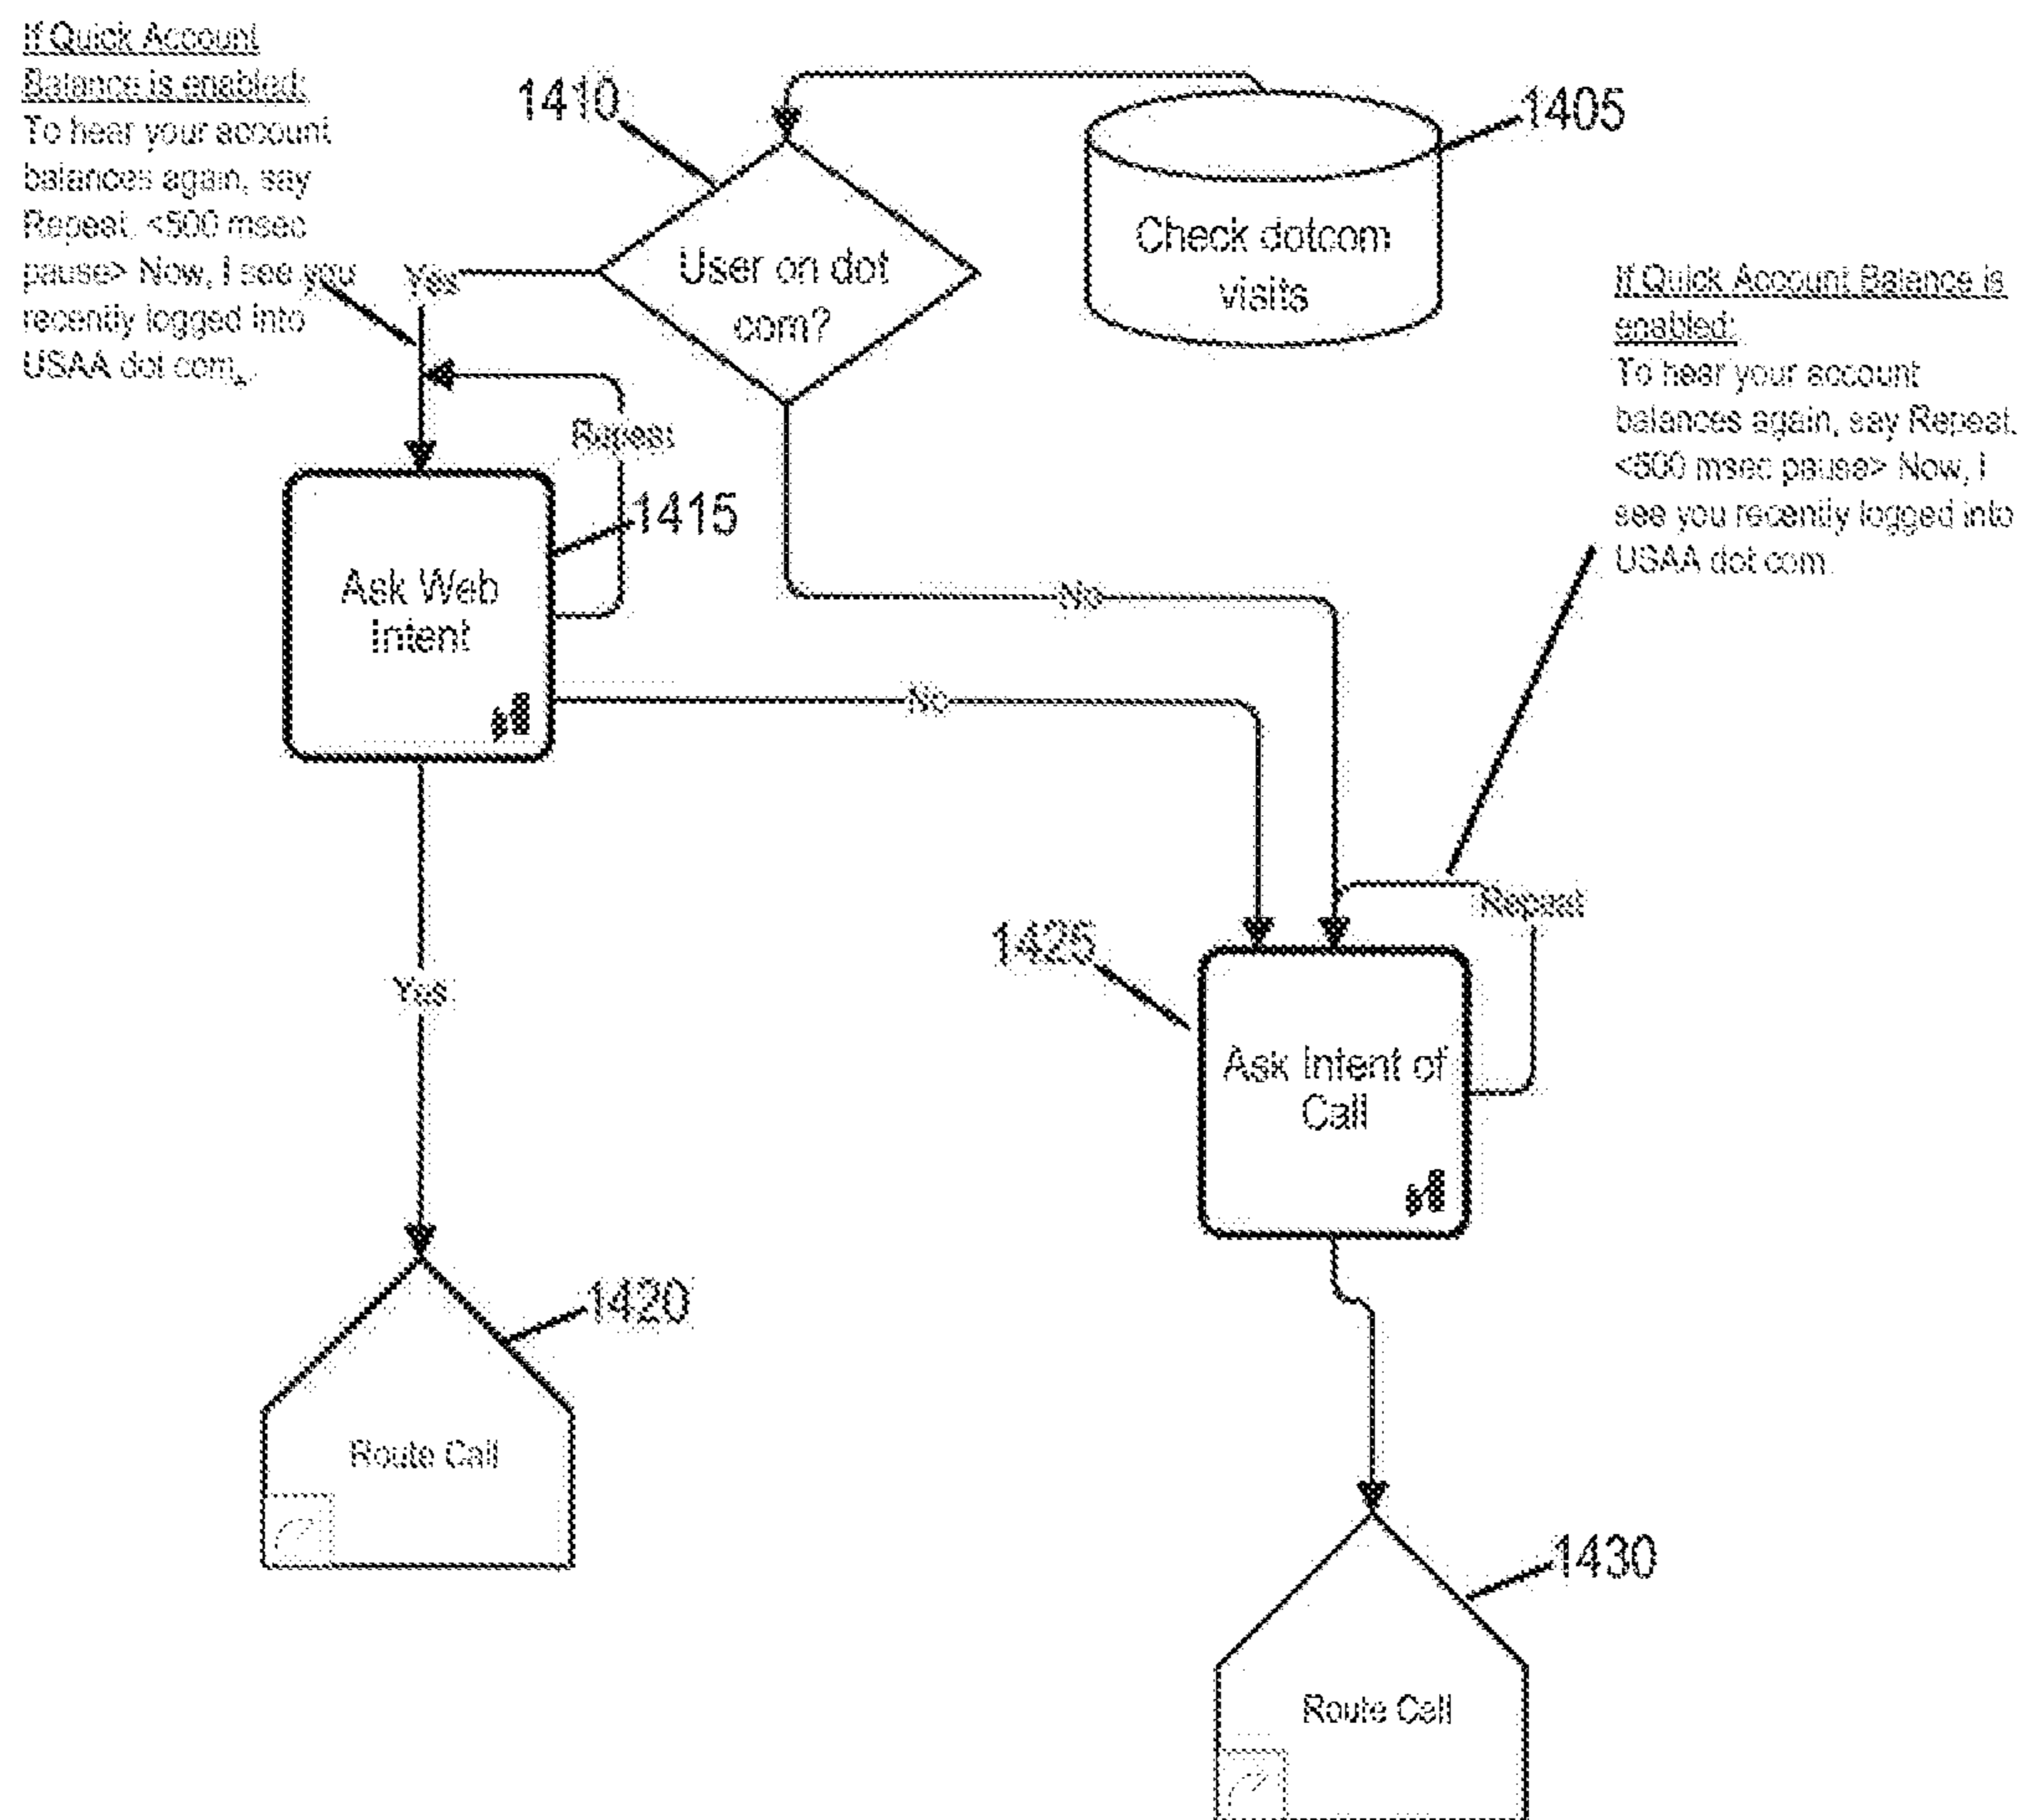 If Quick Account
Balance is enabled:
To hear your account
balances again, say
Repeat. <500 msec
pause> Now, I see you
recently logged into
USAA dot com,.
1410
1405
Check dotcom
visits
User on dot
com?
Yes
If Quick Account Balance is
enabled:
To hear your account
balances again, say Repeat.
<500 msec pause> Now, I
see you recently logged into
USAA dot com.
Repeat
1415
Ask Web
Intent
No
No
Repeat
1425
Yes
Ask Intent of
Call
1420
Route Call
1430
Route Call